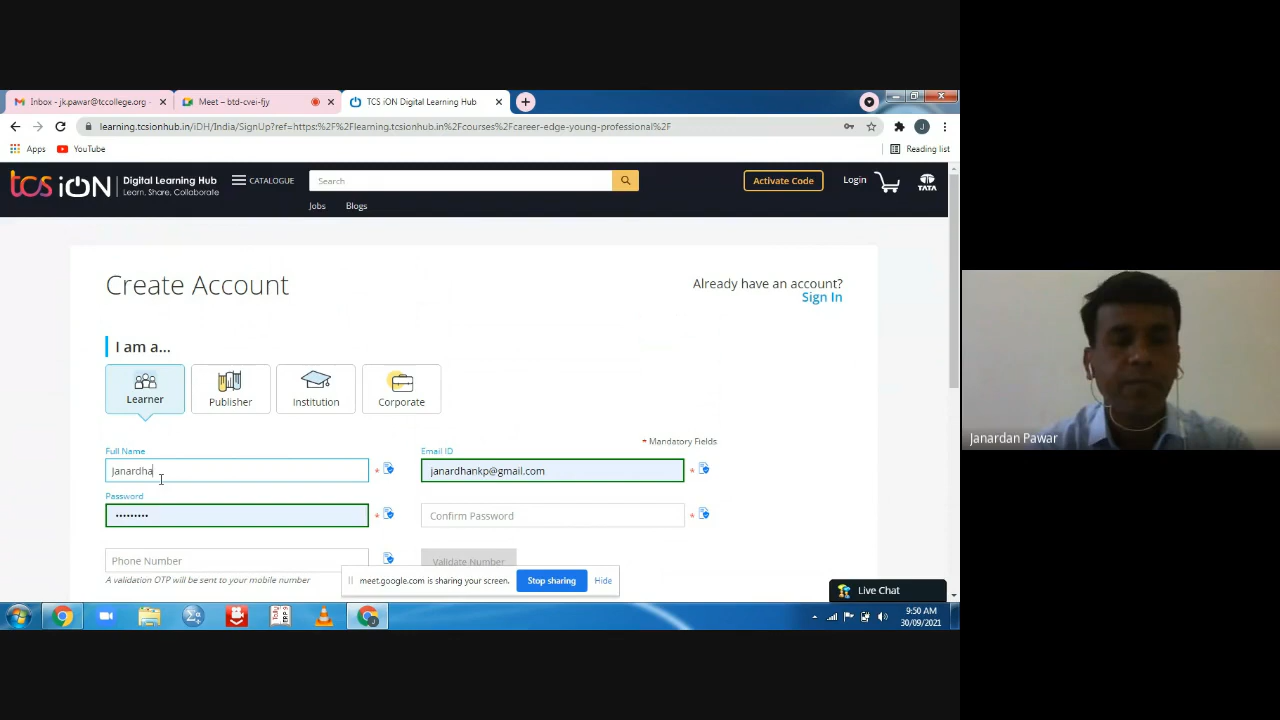 Inbox - jk.pawar@tccollege.org
Meet – btd-cvei-fjy
TCS iON Digital Learning Hub
learning.tcsionhub.in/iDH/India/SignUp?ref=https:%2F%2Flearning.tcsionhub.in%2Fcourses%2Fcareer-edge-young-professional%2F
Apps
YouTube
Reading list
tcs iON
Digital Learning Hub
Learn. Share, Collaborate
CATALOGUE
Search
Activate Code
Login
TATA
Jobs
Blogs
Create Account
Already have an account?
Sign In
I am a...
Learner
Publisher
Institution
Corporate
* Mandatory Fields
Full Name
Email ID
Janardha
*
janardhankp@gmail.com
*
Password
•••••••••
*
Confirm Password
*
Phone Number
Validate Number
A validation OTP will be sent to your mobile number
meet.google.com is sharing your screen.
Stop sharing
Hide
Live Chat
9:50 AM
30/09/2021
Janardan Pawar